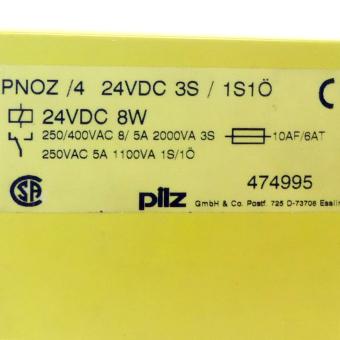 PNOZ /4 24VDC 3S / 1S1Ö
24VDC 8W
250/400VAC 8/ 5A 2000VA 3S
10AF/6AT
250VAC 5A 1100VA 1S/1Ö
474995
pilz
GmbH & Co. Postf. 725 D-73708